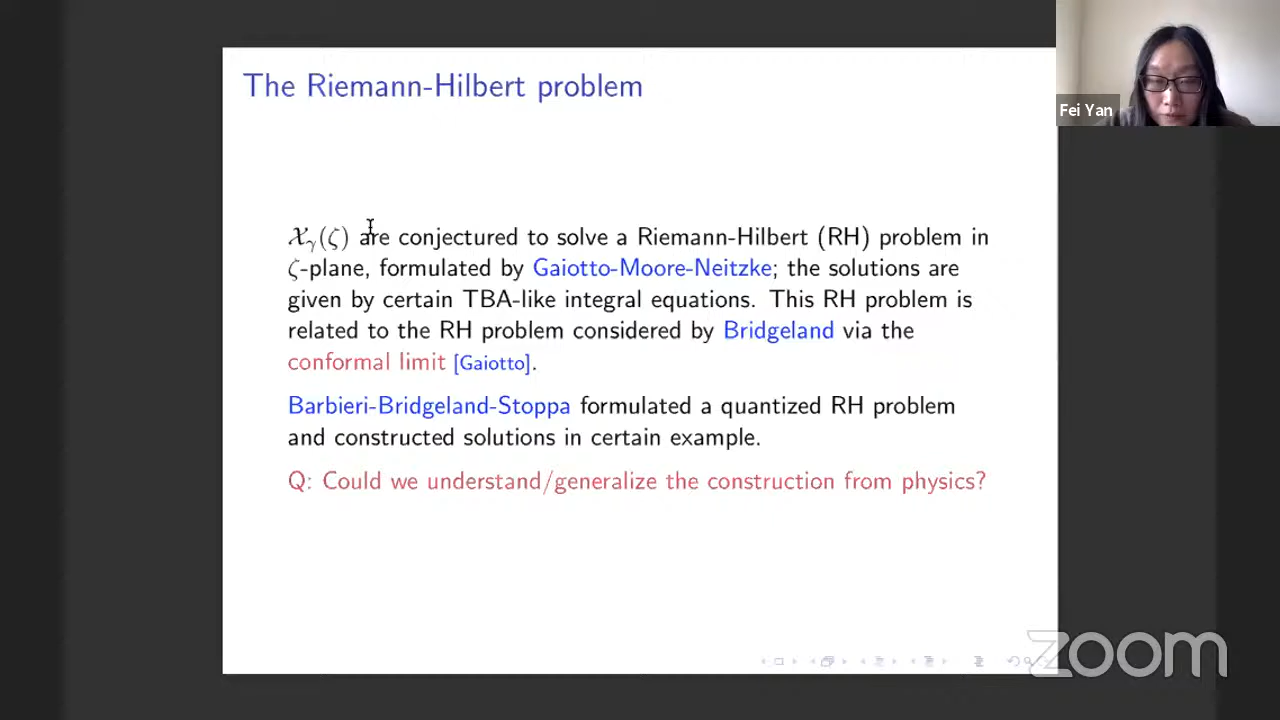 The Riemann-Hilbert problem
Fei Yan
𝒳γ(ζ) are conjectured to solve a Riemann-Hilbert (RH) problem in
ζ-plane, formulated by Gaiotto-Moore-Neitzke; the solutions are
given by certain TBA-like integral equations. This RH problem is
related to the RH problem considered by Bridgeland via the
conformal limit [Gaiotto].
Barbieri-Bridgeland-Stoppa formulated a quantized RH problem
and constructed solutions in certain example.
Q: Could we understand/generalize the construction from physics?
zoom